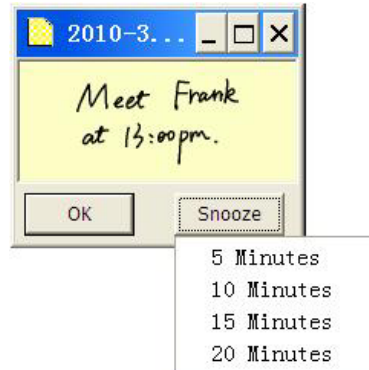 2010-3...
Meet Frank
at 13:00pm.
OK
Snooze
5 Minutes
10 Minutes
15 Minutes
20 Minutes